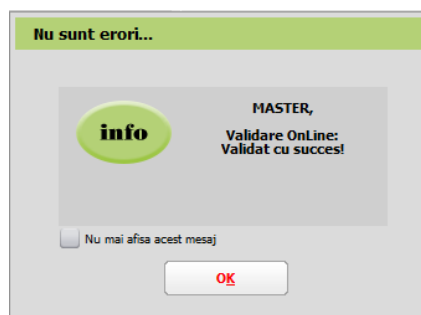 Nu sunt erori...
info
MASTER,
Validare OnLine:
Validat cu succes!
Nu mai afisa acest mesaj
OK